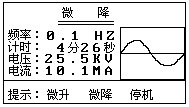 微 降
频率：0.1 HZ
计时：4分26秒
电压：25.5KV
电流：10.1MA
提示：微升 微降 停机